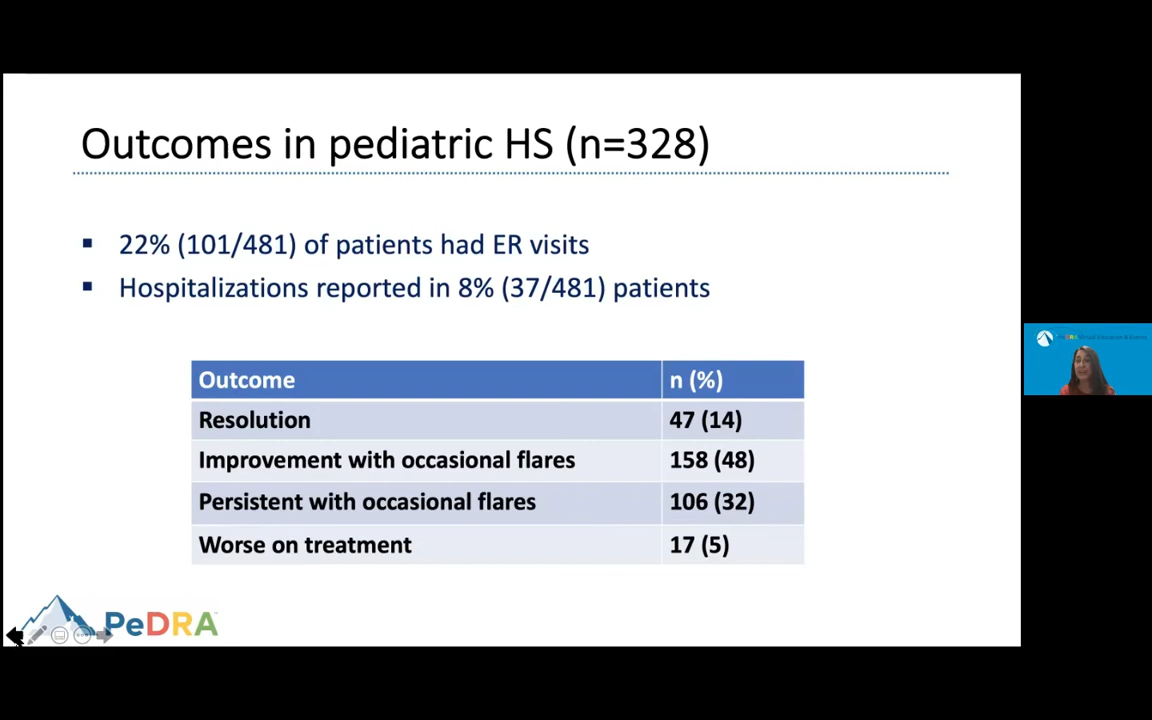 Outcomes in pediatric HS (n=328)
▪ 22% (101/481) of patients had ER visits
▪ Hospitalizations reported in 8% (37/481) patients
Outcome n (%)
Resolution 47 (14)
Improvement with occasional flares 158 (48)
Persistent with occasional flares 106 (32)
Worse on treatment 17 (5)
PeDRA